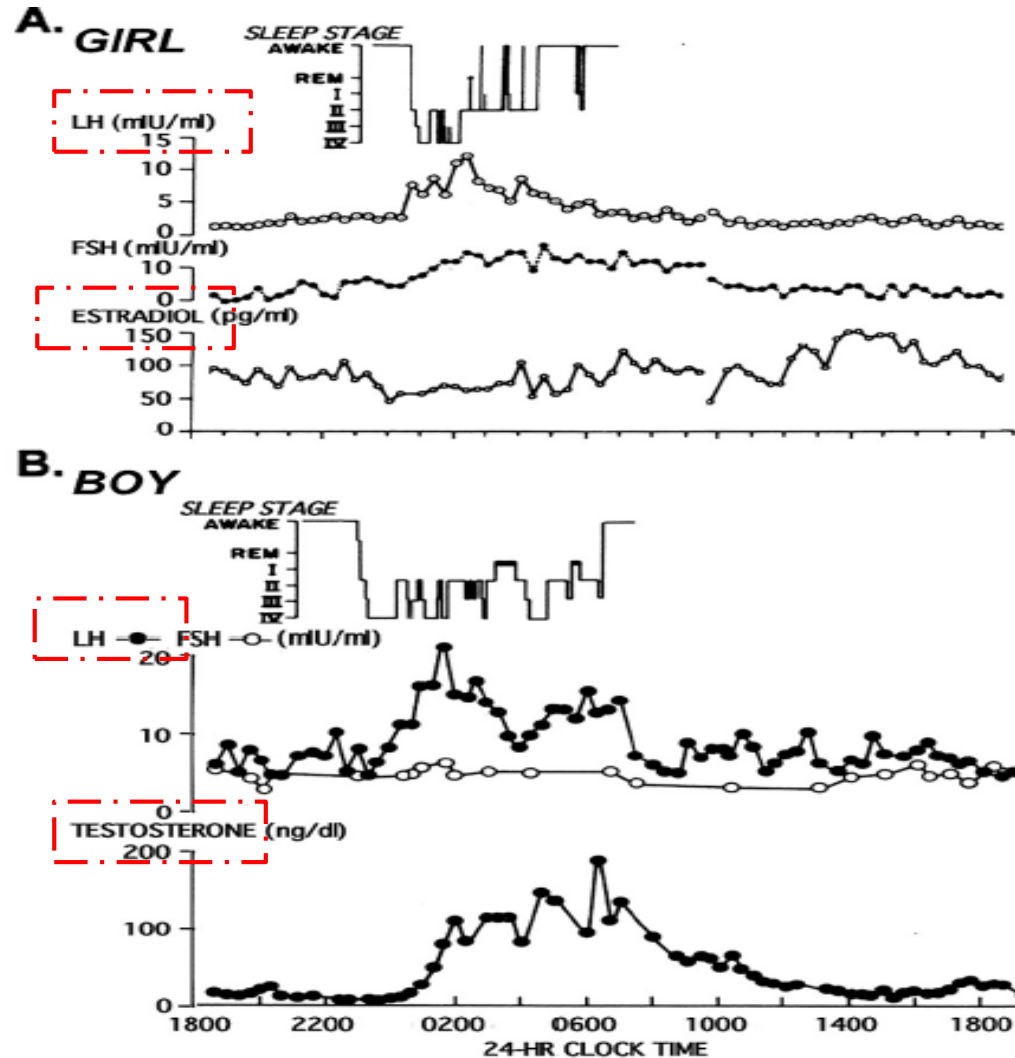 A. GIRL
SLEEP STAGE
AWAKE
REM
I
II
III
IV
LH (mIU/ml)
15
10
5
0
FSH (mIU/ml)
10
0
ESTRADIOL (pg/ml)
150
100
50
0
B. BOY
SLEEP STAGE
AWAKE
REM
I
II
III
IV
LH FSH (mIU/ml)
20
10
0
TESTOSTERONE (ng/dl)
200
100
0
1800 2200 0200 0600 1000 1400 1800
24-HR CLOCK TIME